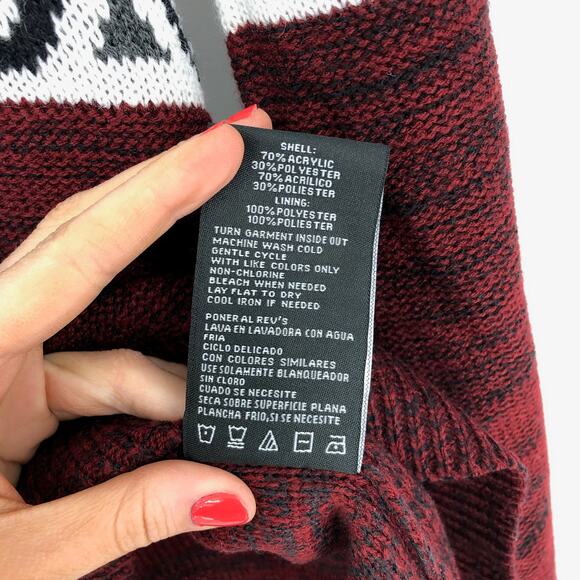 SHELL:
70% ACRYLIC
30% POLYESTER
70% ACRILICO
30% POLIESTER
LINING:
100% POLYESTER
100% POLIESTER
TURN GARMENT INSIDE OUT
MACHINE WASH COLD
GENTLE CYCLE
WITH LIKE COLORS ONLY
NON-CHLORINE
BLEACH WHEN NEEDED
LAY FLAT TO DRY
COOL IRON IF NEEDED
PONER AL REV'S
LAVA EN LAVADORA CON AGUA
FRIA
CICLO DELICADO
CON COLORES SIMILARES
USE SOLAMENTE BLANQUEADOR
SIN CLORO
CUADO SE NECESITE
SECA SOBRE SUPERFICIE PLANA
PLANCHA FRIO,SI SE NECESITE